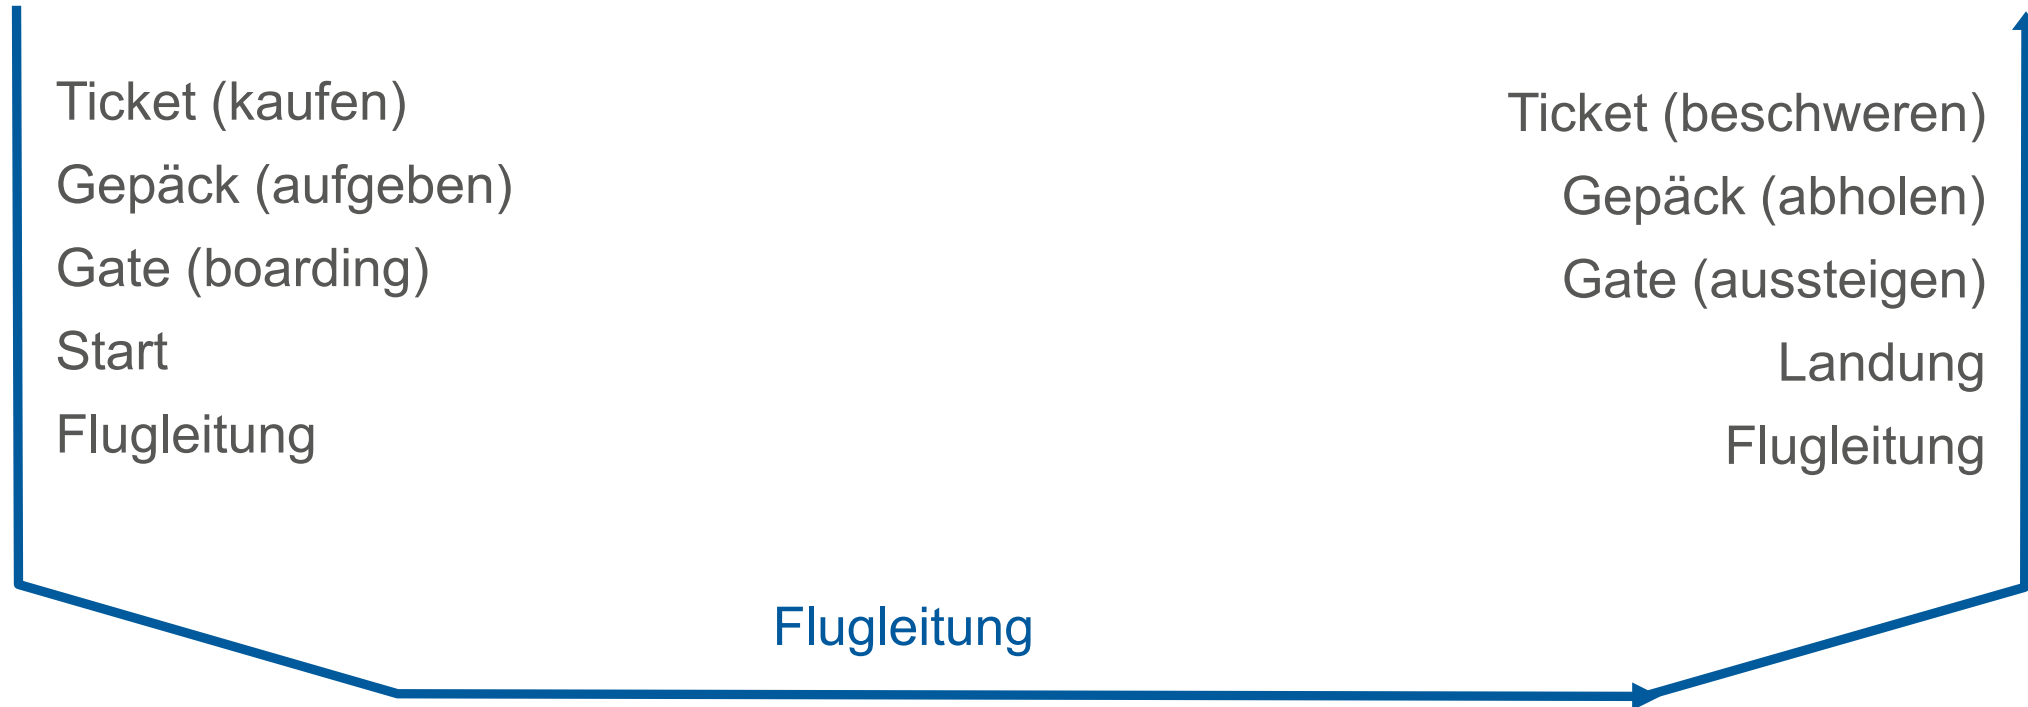 Ticket (kaufen)
Gepäck (aufgeben)
Gate (boarding)
Start
Flugleitung
Ticket (beschweren)
Gepäck (abholen)
Gate (aussteigen)
Landung
Flugleitung
Flugleitung